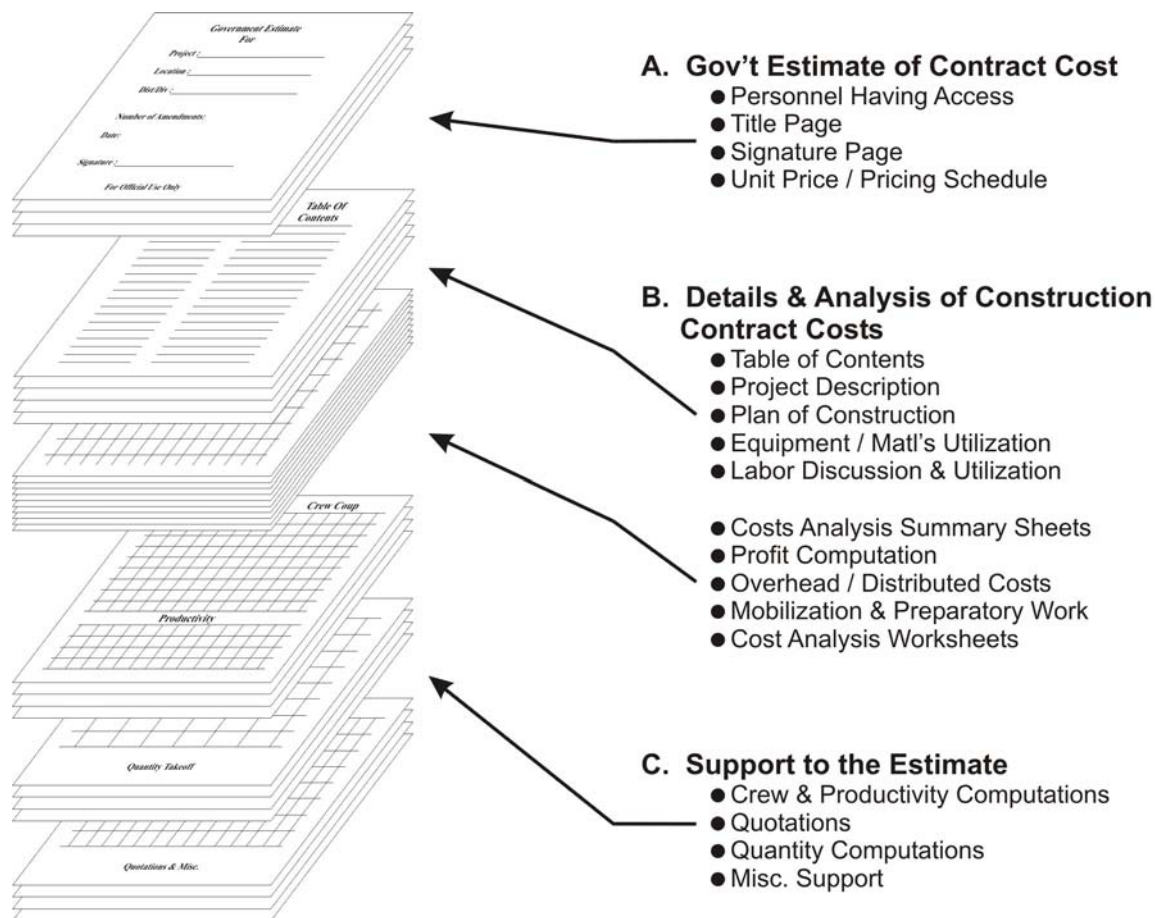 Government Estimate
For
Project :
Location :
Dist/Div :
Number of Amendments:
Date:
Signature :
For Official Use Only
Table Of
Contents
Crew Coup
Productivity
Quantity Takeoff
Quotations & Misc.
A. Gov't Estimate of Contract Cost
● Personnel Having Access
● Title Page
● Signature Page
● Unit Price / Pricing Schedule
B. Details & Analysis of Construction
Contract Costs
● Table of Contents
● Project Description
● Plan of Construction
● Equipment / Matl's Utilization
● Labor Discussion & Utilization
● Costs Analysis Summary Sheets
● Profit Computation
● Overhead / Distributed Costs
● Mobilization & Preparatory Work
● Cost Analysis Worksheets
C. Support to the Estimate
● Crew & Productivity Computations
● Quotations
● Quantity Computations
● Misc. Support